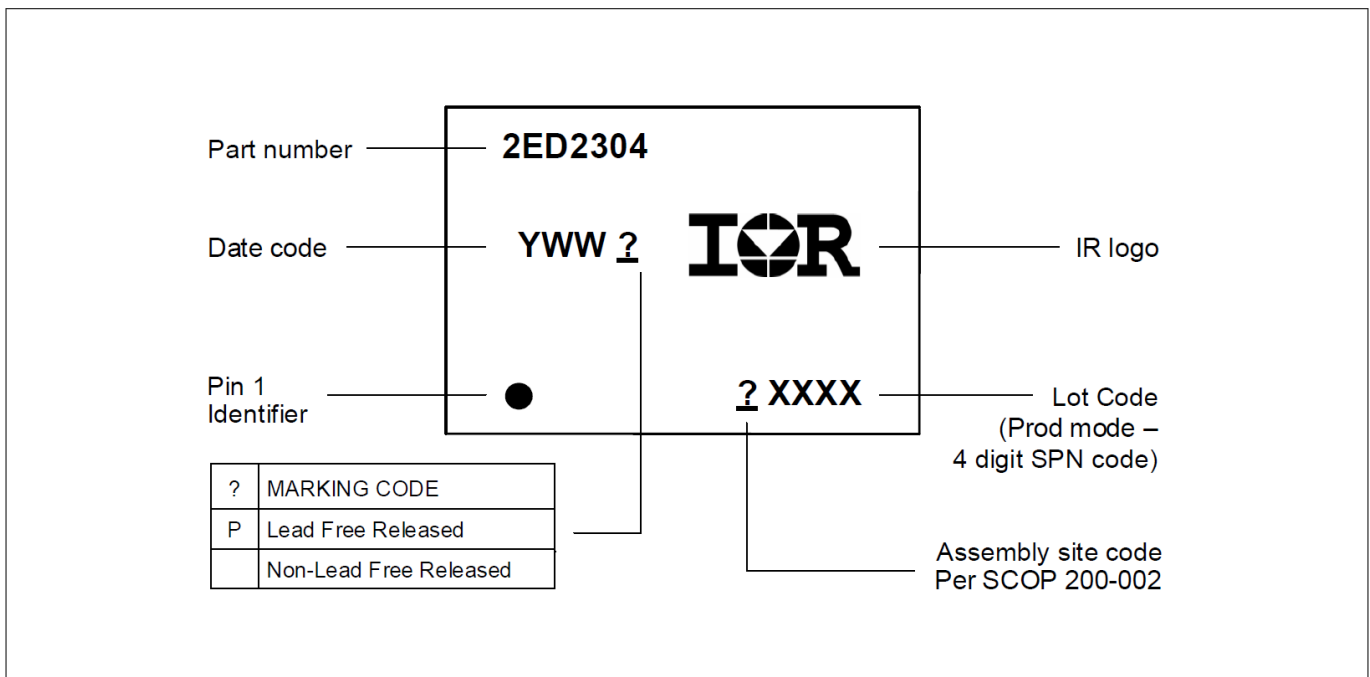 Part number
2ED2304
Date code
YWW ?
IOR
IR logo
Pin 1
Identifier
? XXXX
Lot Code
(Prod mode –
4 digit SPN code)
? MARKING CODE
P Lead Free Released
Non-Lead Free Released
Assembly site code
Per SCOP 200-002